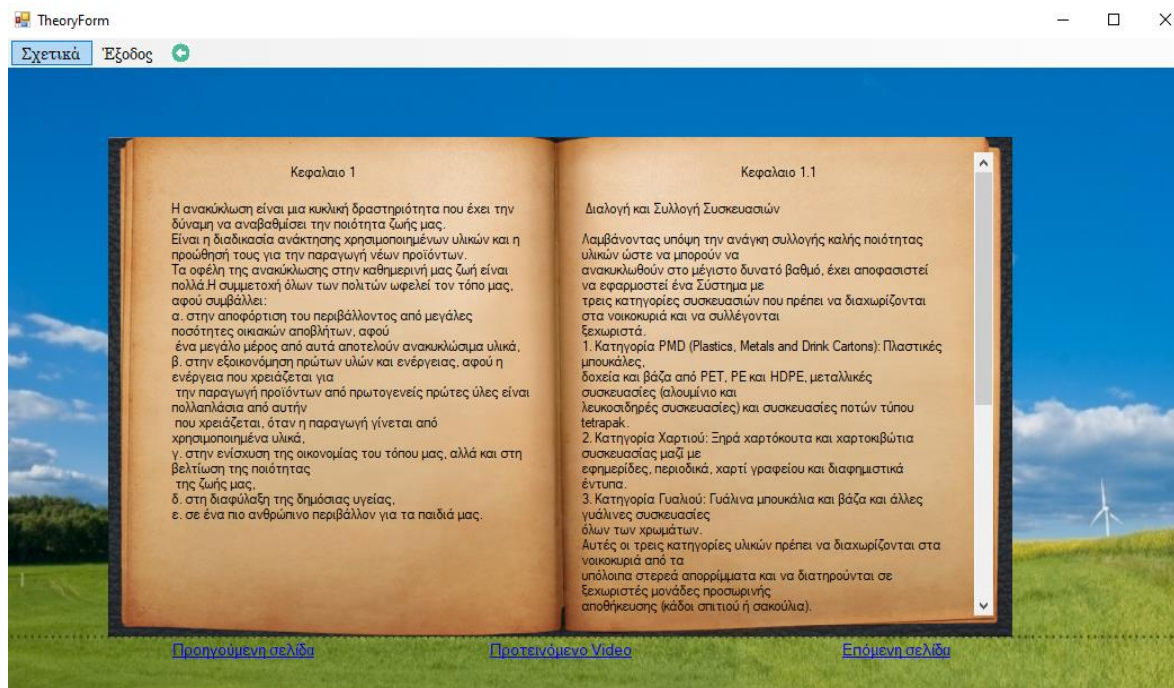 TheoryForm
Σχετικά Έξοδος
Κεφαλαιο 1
Η ανακύκλωση είναι μια κυκλική δραστηριότητα που έχει την
δύναμη να αναβαθμίσει την ποιότητα ζωής μας.
Είναι η διαδικασία ανάκτησης χρησιμοποιημένων υλικών και η
προώθησή τους για την παραγωγή νέων προϊόντων.
Τα οφέλη της ανακύκλωσης στην καθημερινή μας ζωή είναι
πολλά.Η συμμετοχή όλων των πολιτών ωφελεί τον τόπο μας,
αφού συμβάλλει:
α. στην αποφόρτιση του περιβάλλοντος από μεγάλες
ποσότητες οικιακών αποβλήτων, αφού
ένα μεγάλο μέρος από αυτά αποτελούν ανακυκλώσιμα υλικά,
β. στην εξοικονόμηση πρώτων υλών και ενέργειας, αφού η
ενέργεια που χρειάζεται για
την παραγωγή προϊόντων από πρωτογενείς πρώτες ύλες είναι
πολλαπλάσια από αυτήν
που χρειάζεται, όταν η παραγωγή γίνεται από
χρησιμοποιημένα υλικά,
γ. στην ενίσχυση της οικονομίας του τόπου μας, αλλά και στη
βελτίωση της ποιότητας
της ζωής μας,
δ. στη διαφύλαξη της δημόσιας υγείας,
ε. σε ένα πιο ανθρώπινο περιβάλλον για τα παιδιά μας.
Κεφαλαιο 1.1
Διαλογή και Συλλογή Συσκευασιών
Λαμβάνοντας υπόψη την ανάγκη συλλογής καλής ποιότητας
υλικών ώστε να μπορούν να
ανακυκλωθούν στο μέγιστο δυνατό βαθμό, έχει αποφασιστεί
να εφαρμοστεί ένα Σύστημα με
τρεις κατηγορίες συσκευασιών που πρέπει να διαχωρίζονται
στα νοικοκυριά και να συλλέγονται
ξεχωριστά.
1. Κατηγορία PMD (Plastics, Metals and Drink Cartons): Πλαστικές
μπουκάλες,
δοχεία και βάζα από PET, PE και HDPE, μεταλλικές
συσκευασίες (αλουμίνιο και
λευκοσιδηρές συσκευασίες) και συσκευασίες ποτών τύπου
tetrapak.
2. Κατηγορία Χαρτιού: Ξηρά χαρτόκουτα και χαρτοκιβώτια
συσκευασίας μαζί με
εφημερίδες, περιοδικά, χαρτί γραφείου και διαφημιστικά
έντυπα.
3. Κατηγορία Γυαλιού: Γυάλινα μπουκάλια και βάζα και άλλες
γυάλινες συσκευασίες
όλων των χρωμάτων.
Αυτές οι τρεις κατηγορίες υλικών πρέπει να διαχωρίζονται στα
νοικοκυριά από τα
υπόλοιπα στερεά απορρίμματα και να διατηρούνται σε
ξεχωριστές μονάδες προσωρινής
αποθήκευσης (κάδοι σπιτιού ή σακούλια).
Προηγούμενη σελίδα Προτεινόμενο Video Επόμενη σελίδα